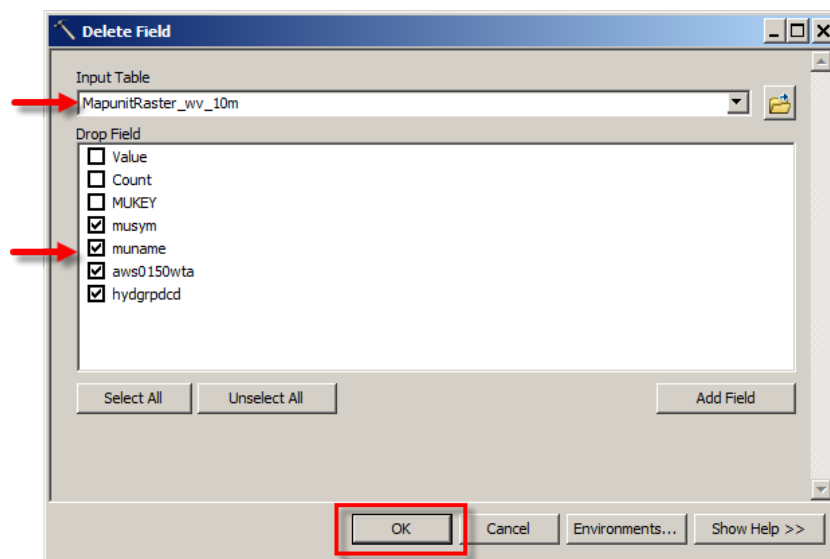 Delete Field
Input Table
MapunitRaster_wv_10m
Drop Field
Value
Count
MUKEY
musym
muname
aws0150wta
hydgrpdcd
Select All Unselect All Add Field
OK Cancel Environments... Show Help >>